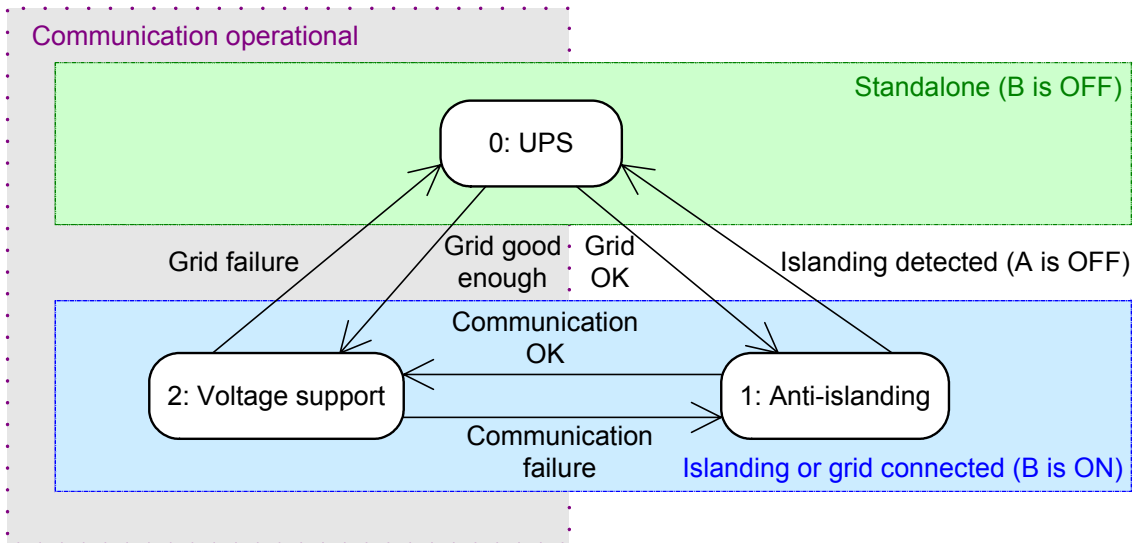 Communication operational
Standalone (B is OFF)
0: UPS
Grid failure
Grid good
enough
Grid
OK
Islanding detected (A is OFF)
Communication
OK
2: Voltage support
1: Anti-islanding
Communication
failure
Islanding or grid connected (B is ON)